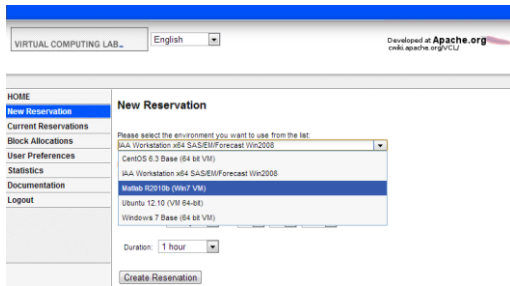 VIRTUAL COMPUTING LAB
English
Developed at Apache.org
cwiki.apache.org/VCL/
HOME
New Reservation
Current Reservations
Block Allocations
User Preferences
Statistics
Documentation
Logout
New Reservation
Please select the environment you want to use from the list:
IAA Workstation x64 SAS/EM/Forecast Win2008
CentOS 6.3 Base (64 bit VM)
IAA Workstation x64 SAS/EM/Forecast Win2008
Matlab R2010b (Win7 VM)
Ubuntu 12.10 (VM 64-bit)
Windows 7 Base (64 bit VM)
Duration: 1 hour
Create Reservation